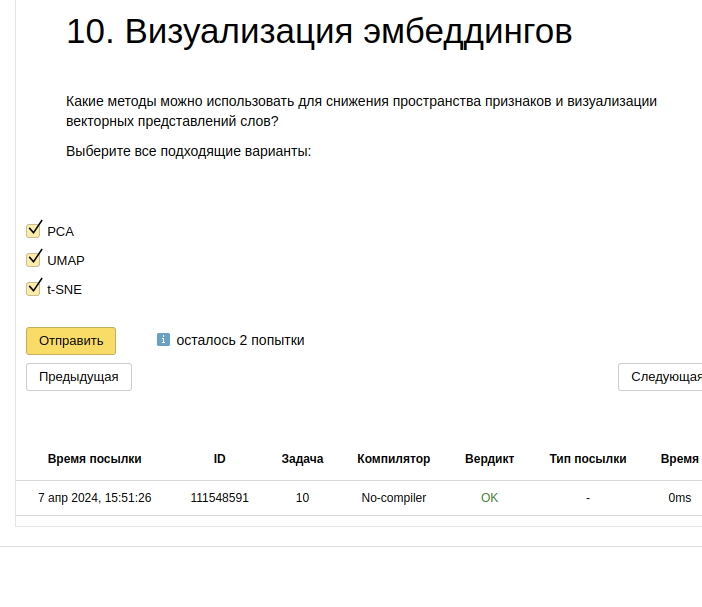 10. Визуализация эмбеддингов
Какие методы можно использовать для снижения пространства признаков и визуализации
векторных представлений слов?
Выберите все подходящие варианты:
PCA
UMAP
t-SNE
Отправить
i осталось 2 попытки
Предыдущая
Следующая
Время посылки ID Задача Компилятор Вердикт Тип посылки Время
7 апр 2024, 15:51:26 111548591 10 No-compiler OK - 0ms